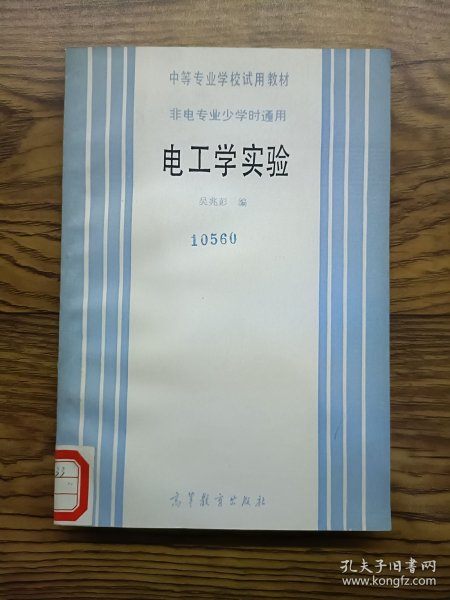 中等专业学校试用教材
非电专业少学时通用
电工学实验
吴兆彭 编
10560
33
高等教育出版社
孔夫子旧书网
www.kongfz.com